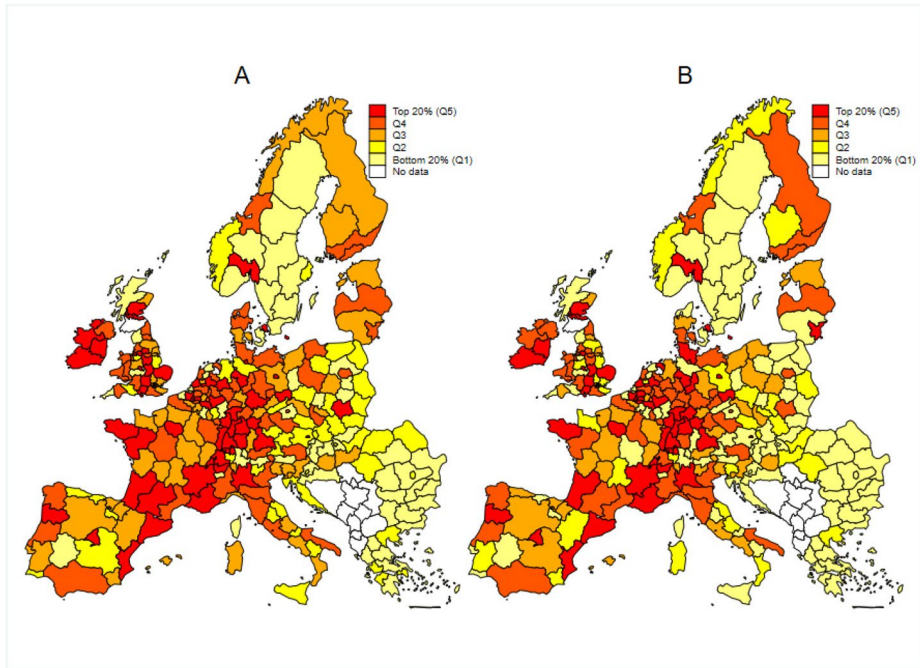 A
Top 20% (Q5)
Q4
Q3
Q2
Bottom 20% (Q1)
No data
B
Top 20% (Q5)
Q4
Q3
Q2
Bottom 20% (Q1)
No data